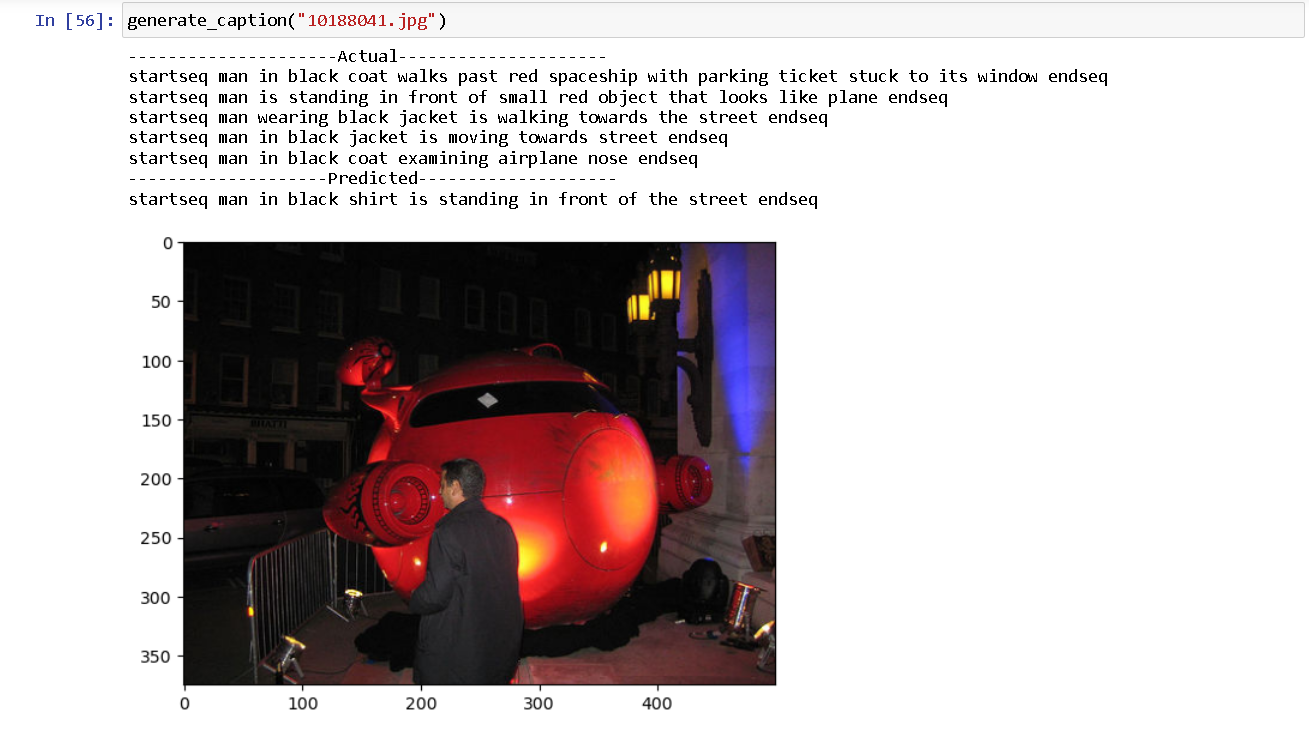 In [56]: generate_caption("10188041.jpg")
---------------------Actual---------------------
startseq man in black coat walks past red spaceship with parking ticket stuck to its window endseq
startseq man is standing in front of small red object that looks like plane endseq
startseq man wearing black jacket is walking towards the street endseq
startseq man in black jacket is moving towards street endseq
startseq man in black coat examining airplane nose endseq
--------------------Predicted--------------------
startseq man in black shirt is standing in front of the street endseq
0
50
100
150
200
250
300
350
BHATTI
0 100 200 300 400